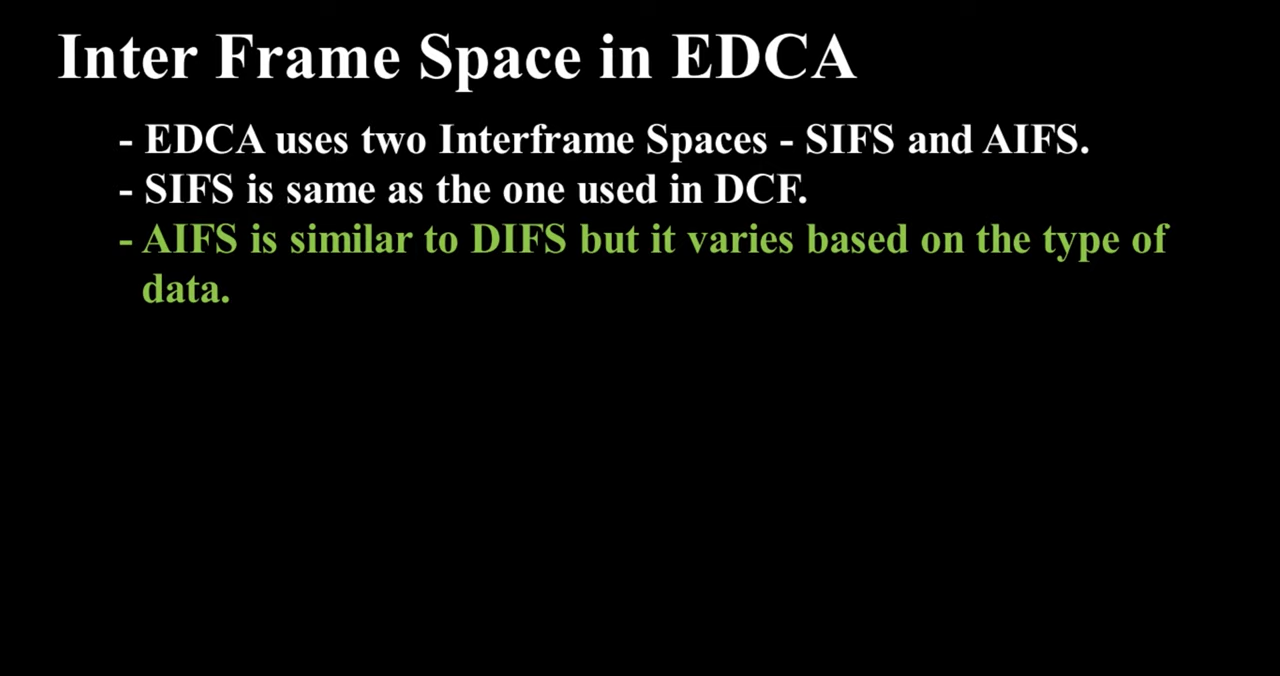 Inter Frame Space in EDCA
- EDCA uses two Interframe Spaces - SIFS and AIFS.
- SIFS is same as the one used in DCF.
- AIFS is similar to DIFS but it varies based on the type of
data.